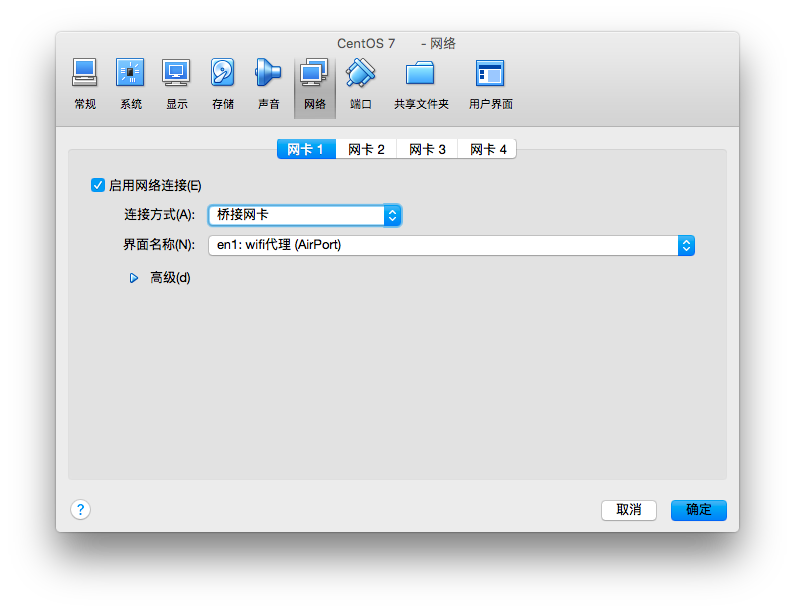 CentOS 7 - 网络
常规 系统 显示 存储 声音 网络 端口 共享文件夹 用户界面
网卡 1 网卡 2 网卡 3 网卡 4
启用网络连接(E)
连接方式(A): 桥接网卡
界面名称(N): en1: wifi代理 (AirPort)
高级(d)
? 取消 确定